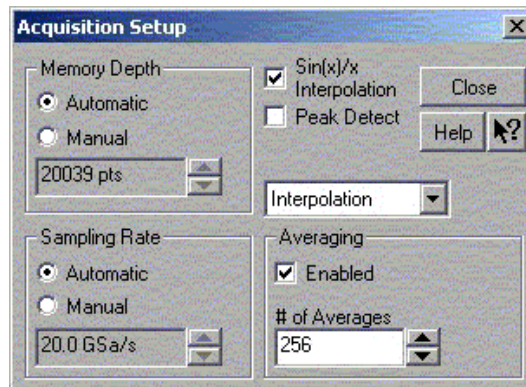 Acquisition Setup
Memory Depth
Automatic
Manual
20039 pts
Sin(x)/x
Interpolation
Peak Detect
Close
Help
?
Interpolation
Sampling Rate
Automatic
Manual
20.0 GSa/s
Averaging
Enabled
# of Averages
256